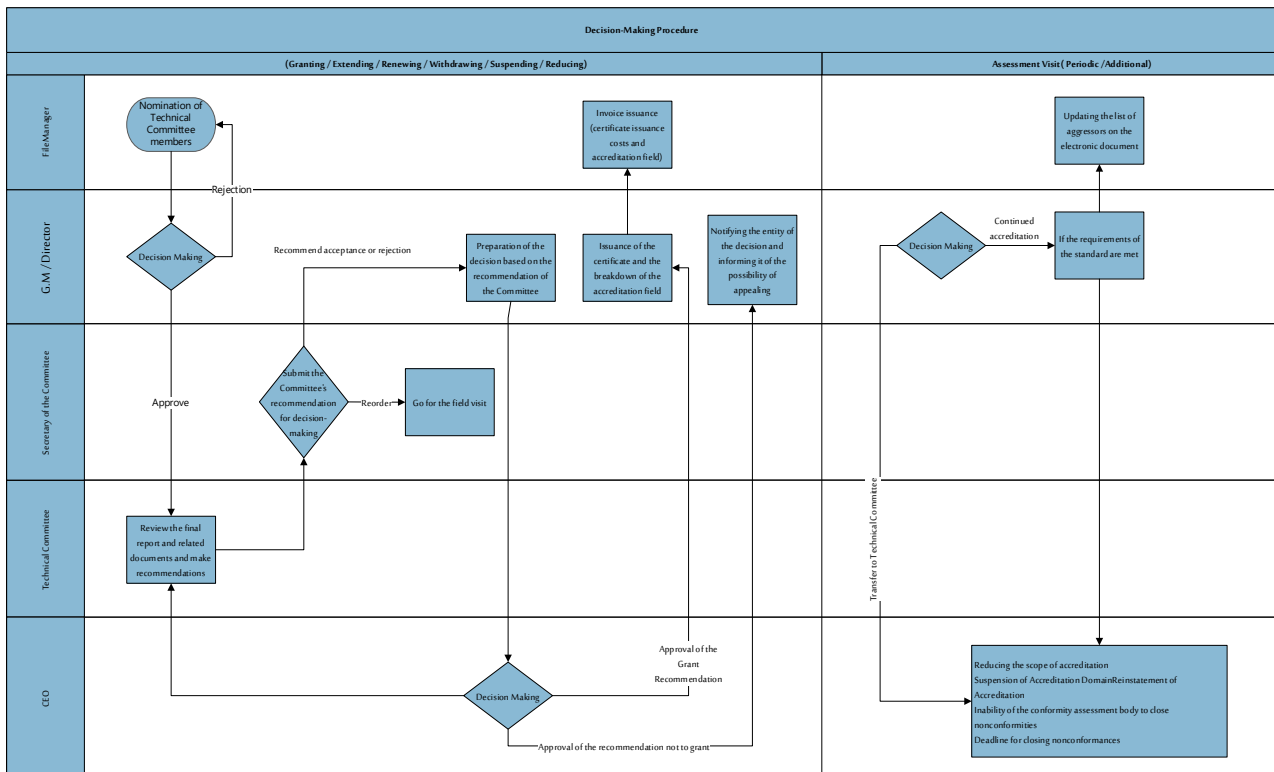 Decision-Making Procedure
(Granting / Extending / Renewing / Withdrawing / Suspending / Reducing)
Assessment Visit ( Periodic /Additional)
FileManager
Nomination of
Technical
Committee
members
Rejection
Invoice issuance
(certificate issuance
costs and
accreditation field)
Updating the list of
aggressors on the
electronic document
G.M /Director
Decision Making
Recommend acceptance or rejection
Preparation of the
decision based on the
recommendation of
the Committee
Issuance of the
certificate and the
breakdown of the
accreditation field
Notifying the entity of
the decision and
informing it of the
possibility of
appealing
Decision Making
Continued
accreditation
If the requirements of
the standard are met
Secretary of the Committee
Approve
Submit the
Committee's
recommendation
for decision-
making
Reorder
Go for the field visit
Technical Committee
Review the final
report and related
documents and make
recommendations
Transfer to Technical Committee
CEO
Decision Making
Approval of the
Grant
Recommendation
Approval of the recommendation not to grant
Reducing the scope of accreditation
Suspension of Accreditation DomainReinstatement of
Accreditation
Inability of the conformity assessment body to close
nonconformities
Deadline for closing nonconformances